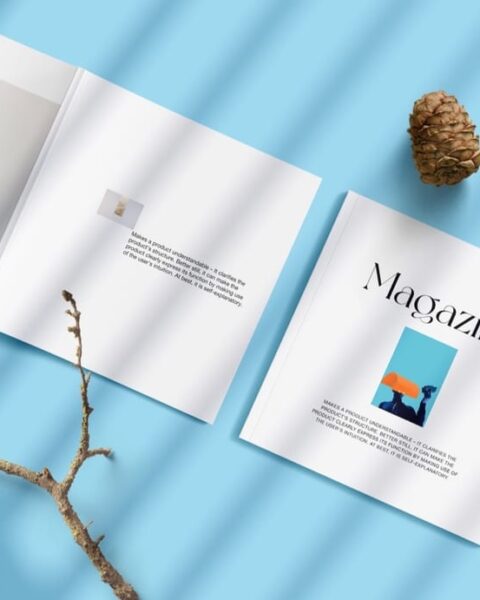 Makes a product understandable – It clarifies the
product's structure. Better still, it can make the
product clearly express its function by making use
of the user's intuition. At best, it is self-explanatory.
Magazi
MAKES A PRODUCT UNDERSTANDABLE – IT CLARIFIES THE
PRODUCT'S STRUCTURE. BETTER STILL, IT CAN MAKE THE
PRODUCT CLEARLY EXPRESS ITS FUNCTION BY MAKING USE OF
THE USER'S INTUITION. AT BEST, IT IS SELF-EXPLANATORY.